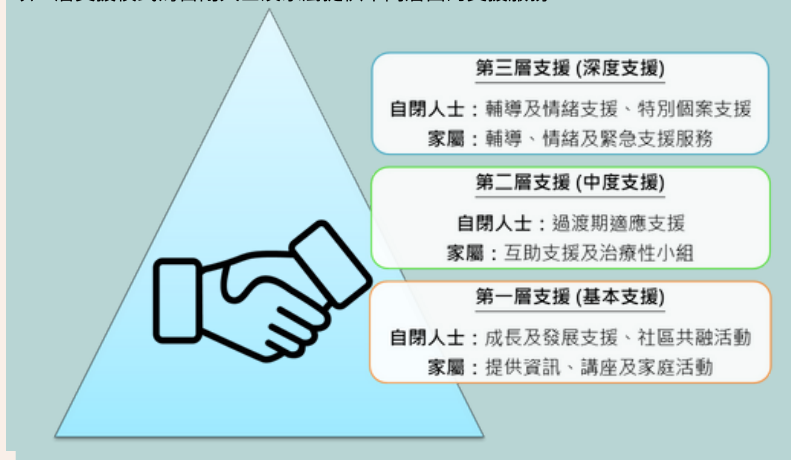 第三層支援 (深度支援)
自閉人士：輔導及情緒支援、特別個案支援
家屬：輔導、情緒及緊急支援服務
第二層支援 (中度支援)
自閉人士：過渡期適應支援
家屬：互助支援及治療性小組
第一層支援 (基本支援)
自閉人士：成長及發展支援、社區共融活動
家屬：提供資訊、講座及家庭活動